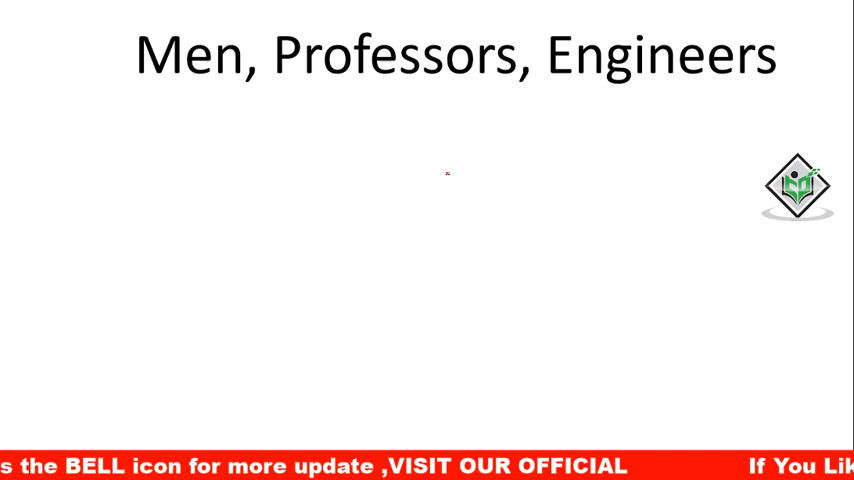 Men, Professors, Engineers
s the BELL icon for more update ,VISIT OUR OFFICIAL If You Lik